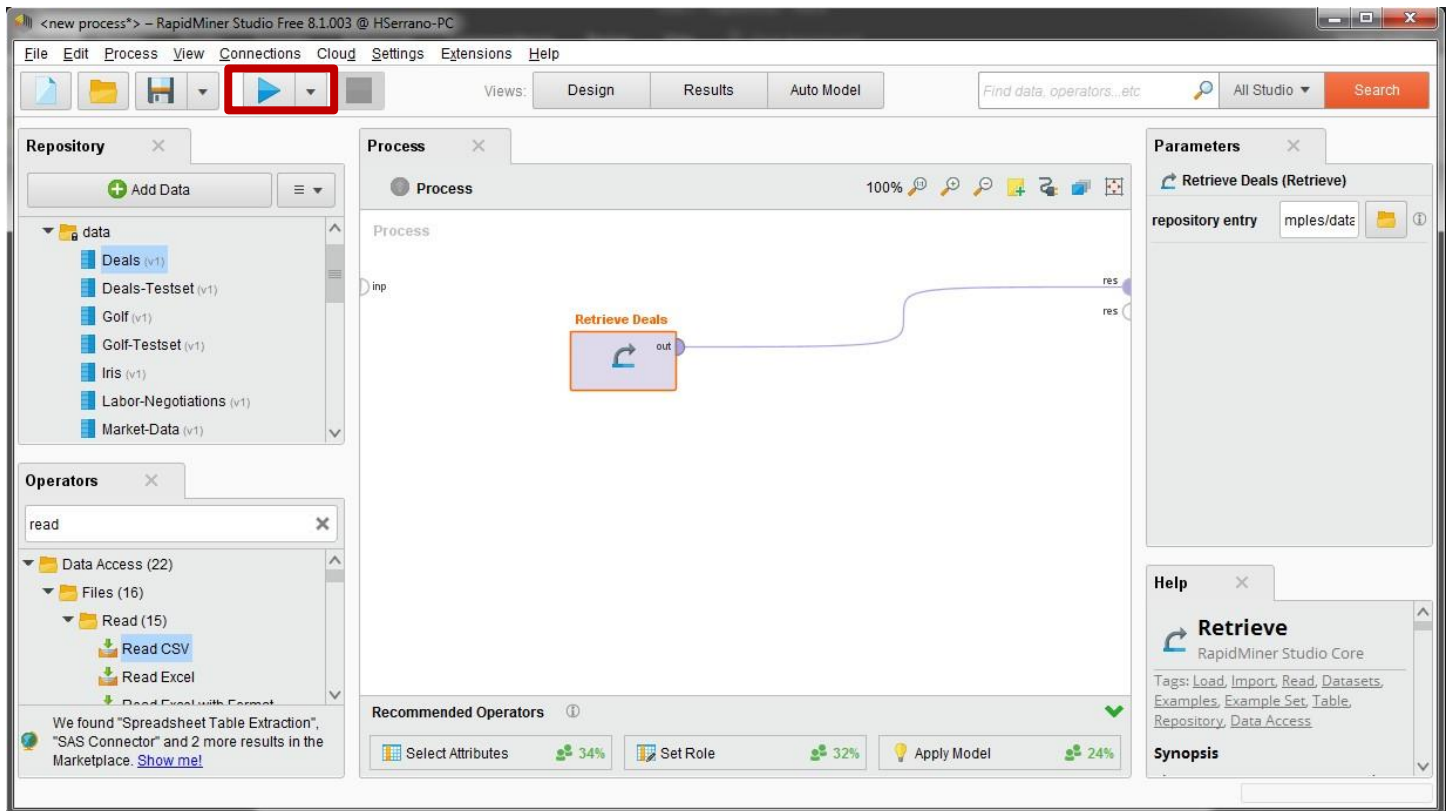 <new process*> – RapidMiner Studio Free 8.1.003 @ HSerrano-PC
File Edit Process View Connections Cloud Settings Extensions Help
Views: Design Results Auto Model Find data, operators...etc All Studio Search
Repository
Add Data
data
Deals (v1)
Deals-Testset (v1)
Golf (v1)
Golf-Testset (v1)
Iris (v1)
Labor-Negotiations (v1)
Market-Data (v1)
Operators
read
Data Access (22)
Files (16)
Read (15)
Read CSV
Read Excel
Read Excel with Format
We found "Spreadsheet Table Extraction",
"SAS Connector" and 2 more results in the
Marketplace. Show me!
Process
Process 100%
Process
inp
res
res
Retrieve Deals
out
Recommended Operators
Select Attributes 34% Set Role 32% Apply Model 24%
Parameters
Retrieve Deals (Retrieve)
repository entry mples/data
Help
Retrieve
RapidMiner Studio Core
Tags: Load, Import, Read, Datasets,
Examples, Example Set, Table,
Repository, Data Access
Synopsis